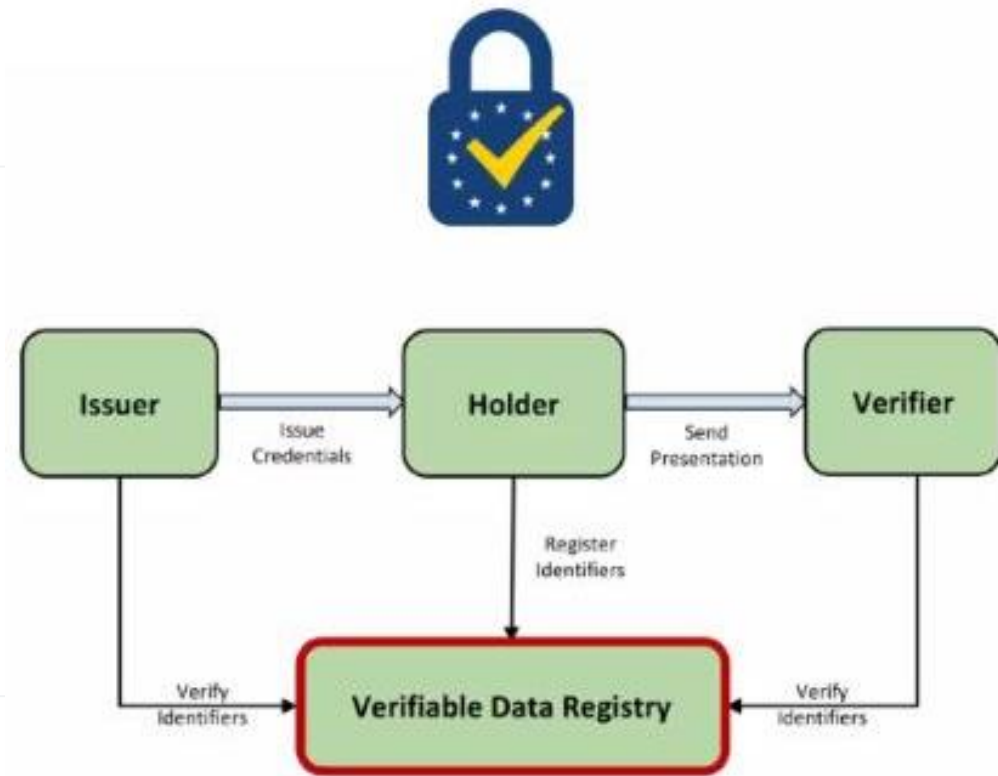 Issuer
Holder
Verifier
Issue
Credentials
Send
Presentation
Register
Identifiers
Verify
Identifiers
Verifiable Data Registry
Verify
Identifiers